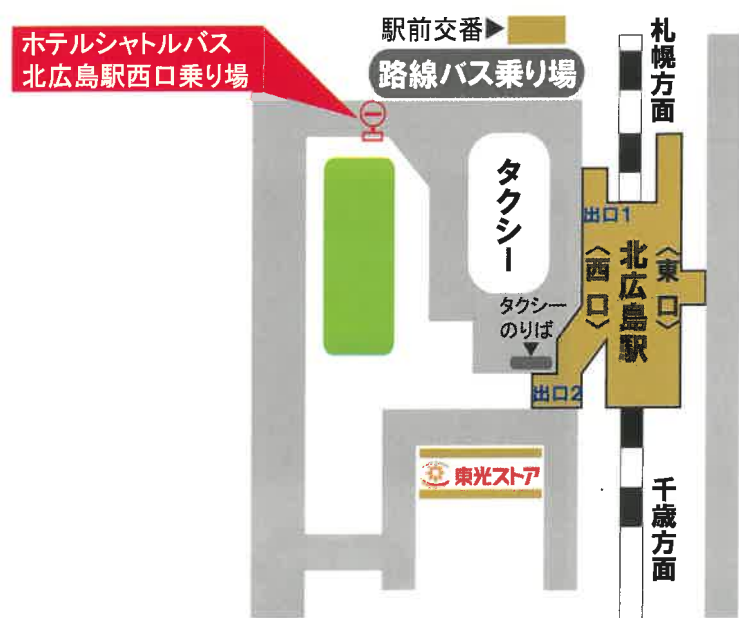 駅前交番▶
ホテルシャトルバス
北広島駅西口乗り場
路線バス乗り場
札幌方面
タクシー
出口1
〈西口〉
北広島駅
〈東口〉
タクシー
のりば
▼
出口2
東光ストア
千歳方面